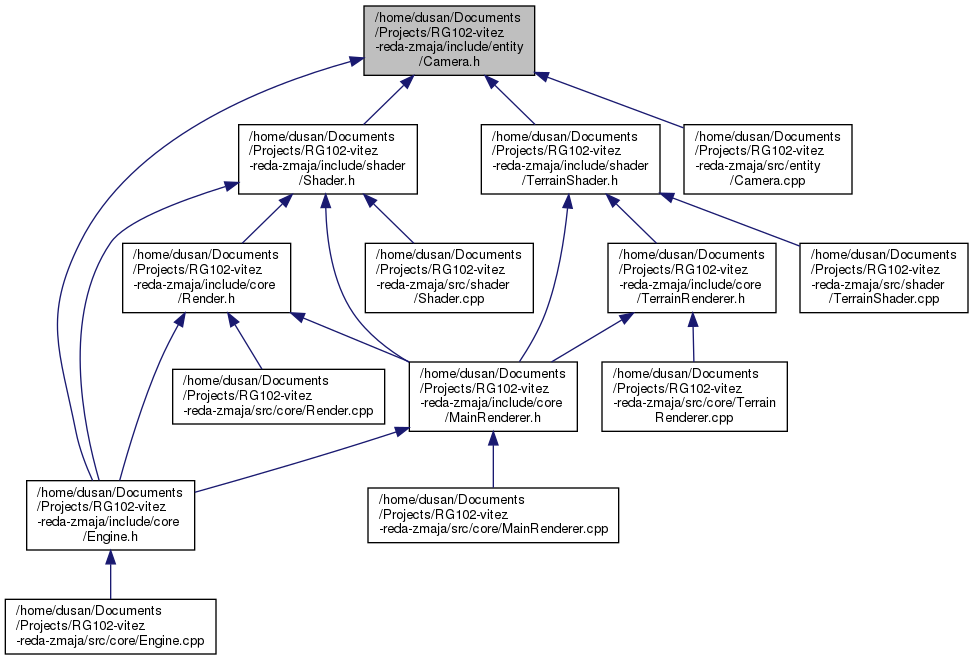 /home/dusan/Documents
/Projects/RG102-vitez
-reda-zmaja/include/entity
/Camera.h
/home/dusan/Documents
/Projects/RG102-vitez
-reda-zmaja/include/shader
/Shader.h
/home/dusan/Documents
/Projects/RG102-vitez
-reda-zmaja/include/shader
/TerrainShader.h
/home/dusan/Documents
/Projects/RG102-vitez
-reda-zmaja/src/entity
/Camera.cpp
/home/dusan/Documents
/Projects/RG102-vitez
-reda-zmaja/include/core
/Render.h
/home/dusan/Documents
/Projects/RG102-vitez
-reda-zmaja/src/shader
/Shader.cpp
/home/dusan/Documents
/Projects/RG102-vitez
-reda-zmaja/include/core
/TerrainRenderer.h
/home/dusan/Documents
/Projects/RG102-vitez
-reda-zmaja/src/shader
/TerrainShader.cpp
/home/dusan/Documents
/Projects/RG102-vitez
-reda-zmaja/src/core/Render.cpp
/home/dusan/Documents
/Projects/RG102-vitez
-reda-zmaja/include/core
/MainRenderer.h
/home/dusan/Documents
/Projects/RG102-vitez
-reda-zmaja/src/core/Terrain
Renderer.cpp
/home/dusan/Documents
/Projects/RG102-vitez
-reda-zmaja/include/core
/Engine.h
/home/dusan/Documents
/Projects/RG102-vitez
-reda-zmaja/src/core/MainRenderer.cpp
/home/dusan/Documents
/Projects/RG102-vitez
-reda-zmaja/src/core/Engine.cpp